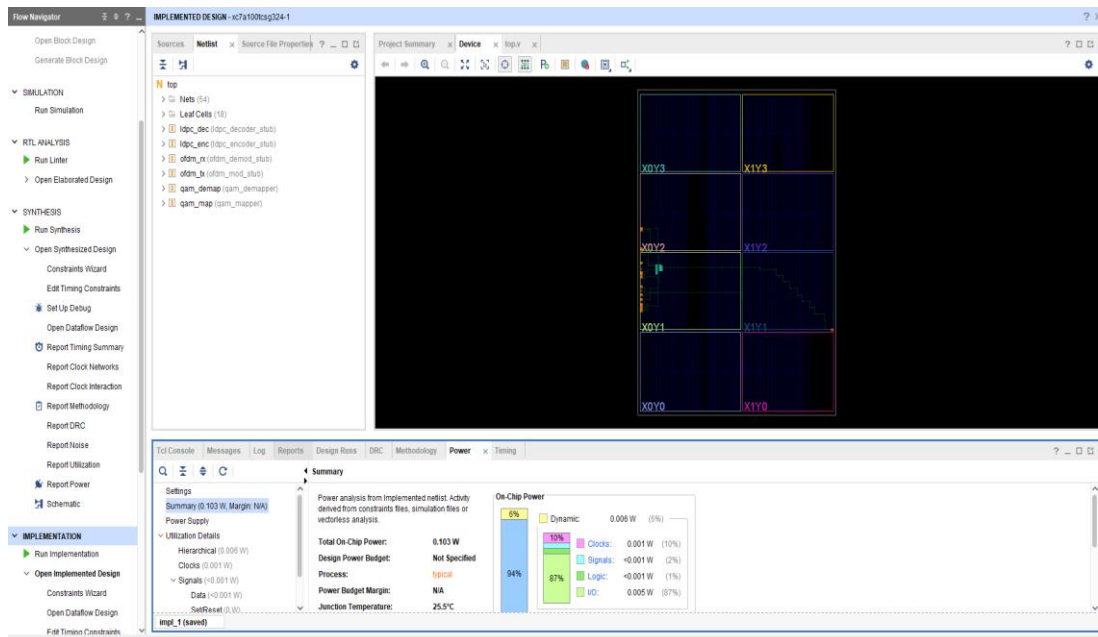 Flow Navigator
IMPLEMENTED DESIGN - xc7a100tcsg324-1
Open Block Design
Generate Block Design
SIMULATION
Run Simulation
RTL ANALYSIS
Run Linter
Open Elaborated Design
SYNTHESIS
Run Synthesis
Open Synthesized Design
Constraints Wizard
Edit Timing Constraints
Set Up Debug
Open Dataflow Design
Report Timing Summary
Report Clock Networks
Report Clock Interaction
Report Methodology
Report DRC
Report Noise
Report Utilization
Report Power
Schematic
IMPLEMENTATION
Run Implementation
Open Implemented Design
Constraints Wizard
Open Dataflow Design
Edit Timing Constraints
Sources Netlist Source File Properties
N top
Nets (54)
Leaf Cells (18)
ldpc_dec (ldpc_decoder_stub)
ldpc_enc (ldpc_encoder_stub)
ofdm_rx (ofdm_demod_stub)
ofdm_tx (ofdm_mod_stub)
qam_demap (qam_demapper)
qam_map (qam_mapper)
Project Summary Device top.v
X0Y3 X1Y3
X0Y2 X1Y2
X0Y1 X1Y1
X0Y0 X1Y0
Tcl Console Messages Log Reports Design Runs DRC Methodology Power Timing
Summary
Settings
Summary (0.103 W, Margin: N/A)
Power Supply
Utilization Details
Hierarchical (0.006 W)
Clocks (0.001 W)
Signals (<0.001 W)
Data (<0.001 W)
Set/Reset (0 W)
Power analysis from Implemented netlist. Activity
derived from constraints files, simulation files or
vectorless analysis.
Total On-Chip Power: 0.103 W
Design Power Budget: Not Specified
Process: typical
Power Budget Margin: N/A
Junction Temperature: 25.5°C
On-Chip Power
6%
94%
Dynamic: 0.006 W (6%)
10%
87%
Clocks: 0.001 W (10%)
Signals: <0.001 W (2%)
Logic: <0.001 W (1%)
I/O: 0.005 W (87%)
impl_1 (saved)